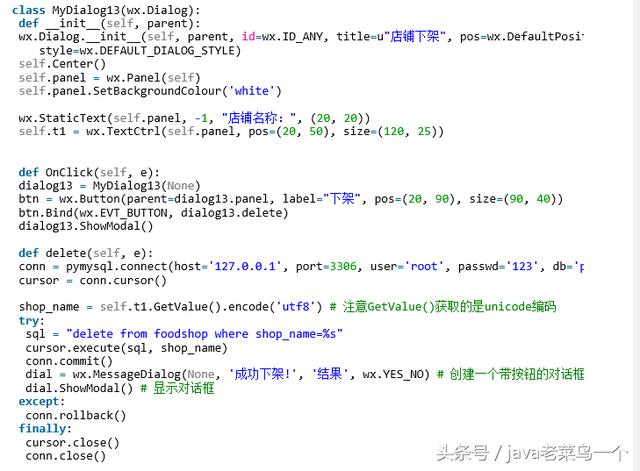 class MyDialog13(wx.Dialog):
def __init__(self, parent):
wx.Dialog.__init__(self, parent, id=wx.ID_ANY, title=u"店铺下架", pos=wx.DefaultPosit
style=wx.DEFAULT_DIALOG_STYLE)
self.Center()
self.panel = wx.Panel(self)
self.panel.SetBackgroundColour('white')
wx.StaticText(self.panel, -1, "店铺名称：", (20, 20))
self.t1 = wx.TextCtrl(self.panel, pos=(20, 50), size=(120, 25))
def OnClick(self, e):
dialog13 = MyDialog13(None)
btn = wx.Button(parent=dialog13.panel, label="下架", pos=(20, 90), size=(90, 40))
btn.Bind(wx.EVT_BUTTON, dialog13.delete)
dialog13.ShowModal()
def delete(self, e):
conn = pymysql.connect(host='127.0.0.1', port=3306, user='root', passwd='123', db='p
cursor = conn.cursor()
shop_name = self.t1.GetValue().encode('utf8') # 注意GetValue()获取的是unicode编码
try:
sql = "delete from foodshop where shop_name=%s"
cursor.execute(sql, shop_name)
conn.commit()
dial = wx.MessageDialog(None, '成功下架!', '结果', wx.YES_NO) # 创建一个带按钮的对话框
dial.ShowModal() # 显示对话框
except:
conn.rollback()
finally:
cursor.close()
conn.close()
头条号 / java老菜鸟一个